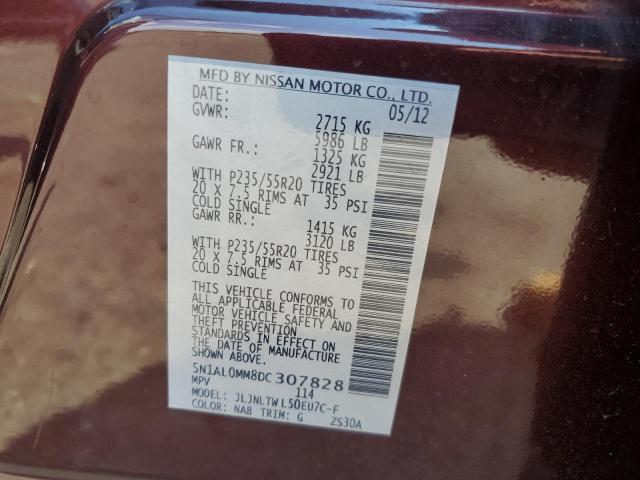 MFD BY NISSAN MOTOR CO., LTD.
DATE: 05/12
GVWR: 2715 KG
5986 LB
GAWR FR.: 1325 KG
2921 LB
WITH P235/55R20 TIRES
20 X 7.5 RIMS AT 35 PSI
COLD SINGLE
GAWR RR.: 1415 KG
3120 LB
WITH P235/55R20 TIRES
20 X 7.5 RIMS AT 35 PSI
COLD SINGLE
THIS VEHICLE CONFORMS TO
ALL APPLICABLE FEDERAL
MOTOR VEHICLE SAFETY AND
THEFT PREVENTION
STANDARDS IN EFFECT ON
THE DATE OF MANUFACTURE
SHOWN ABOVE.
5N1AL0MM8DC307828
MPV 114
MODEL: JLJNLTWL50EU7C-F
COLOR: NAB TRIM: G ZS30A